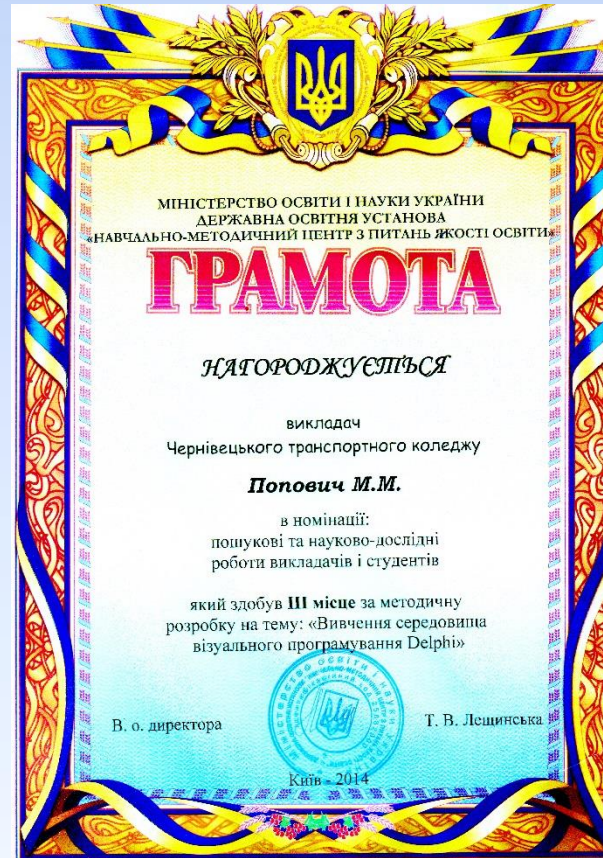 МІНІСТЕРСТВО ОСВІТИ І НАУКИ УКРАЇНИ
ДЕРЖАВНА ОСВІТНЯ УСТАНОВА
«НАВЧАЛЬНО-МЕТОДИЧНИЙ ЦЕНТР З ПИТАНЬ ЯКОСТІ ОСВІТИ»
ГРАМОТА
НАГОРОДЖУЄТЬСЯ
викладач
Чернівецького транспортного коледжу
Попович М.М.
в номінації:
пошукові та науково-дослідні
роботи викладачів і студентів
який здобув III місце за методичну
розробку на тему: «Вивчення середовища
візуального програмування Delphi»
В. о. директора
Т. В. Лещинська
Київ - 2014